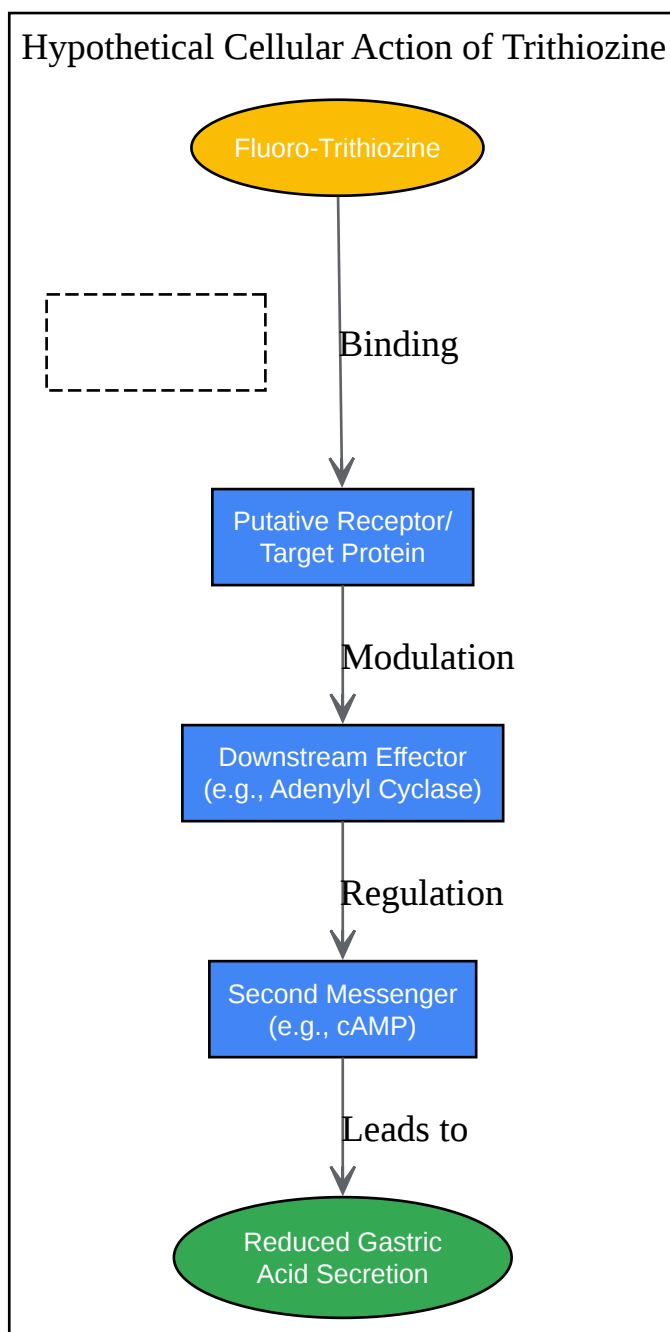 Hypothetical Cellular Action of Trithiozine
Fluoro-Trithiozine
Binding
Putative Receptor/
Target Protein
Modulation
Downstream Effector
(e.g., Adenylyl Cyclase)
Regulation
Second Messenger
(e.g., cAMP)
Leads to
Reduced Gastric
Acid Secretion